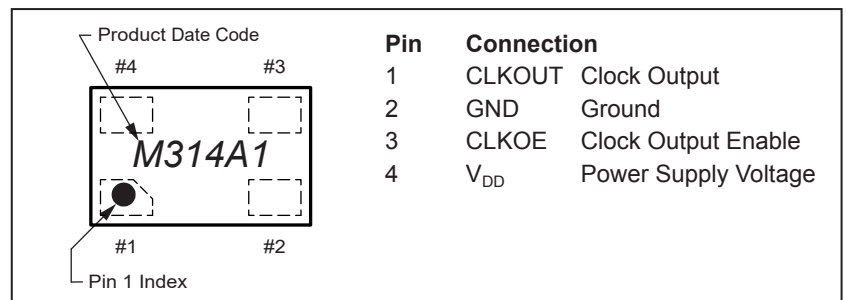 Product Date Code
#4 #3
M314A1
#1 #2
Pin 1 Index
Pin Connection
1 CLKOUT Clock Output
2 GND Ground
3 CLKOE Clock Output Enable
4 VDD Power Supply Voltage